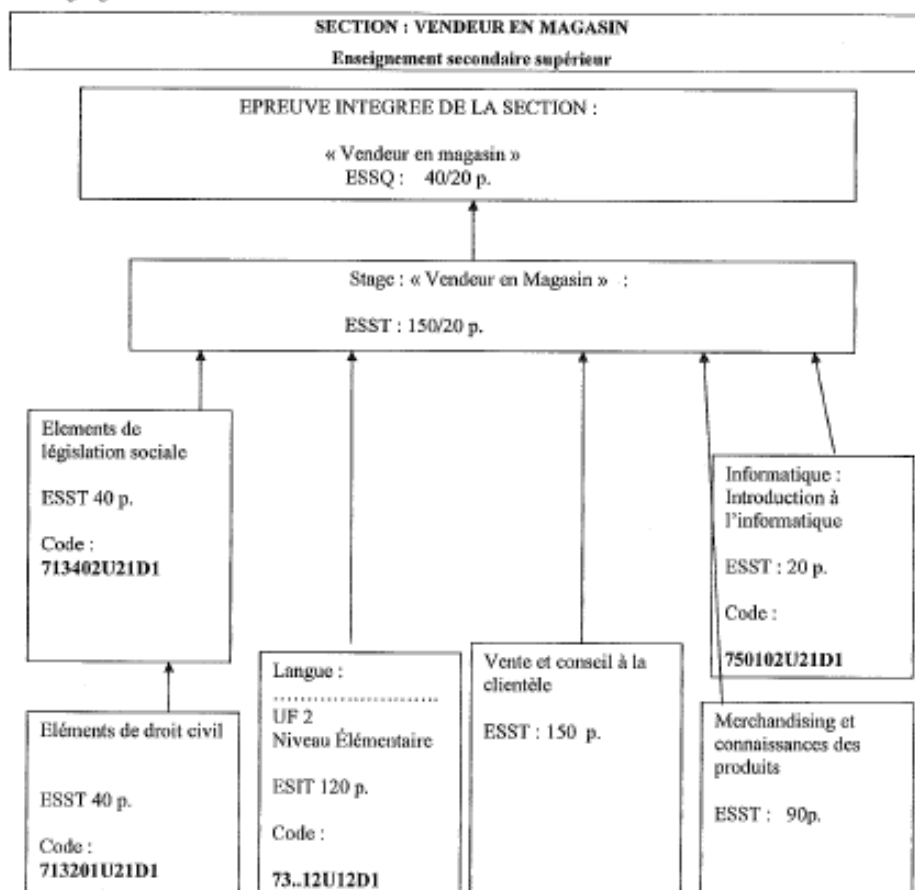 SECTION : VENDEUR EN MAGASIN
Enseignement secondaire supérieur
EPREUVE INTEGREE DE LA SECTION :
« Vendeur en magasin »
ESSQ : 40/20 p.
Stage : « Vendeur en Magasin » :
ESST : 150/20 p.
Elements de
législation sociale
ESST 40 p.
Code :
713402U21D1
Informatique :
Introduction à
l'informatique
ESST : 20 p.
Code :
750102U21D1
Eléments de droit civil
ESST 40 p.
Code :
713201U21D1
Langue :
........................
UF 2
Niveau Élémentaire
ESIT 120 p.
Code :
73..12U12D1
Vente et conseil à la
clientèle
ESST : 150 p.
Merchandising et
connaissances des
produits
ESST : 90p.